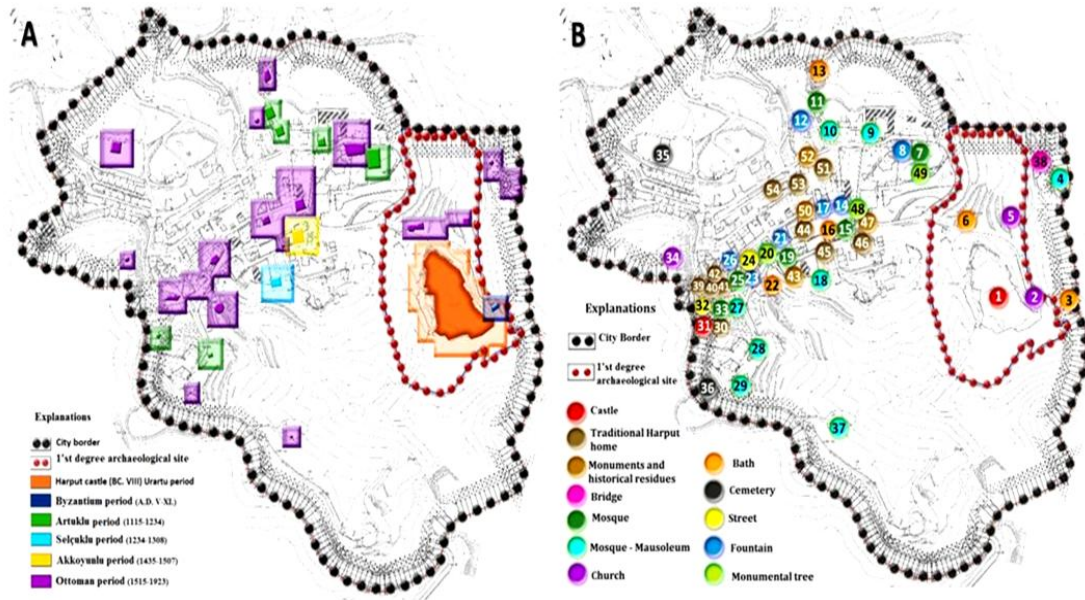 A
Explanations
City border
1'st degree archaeological site
Harput castle (BC. VIII) Urartu period
Byzantium period (A.D. V-XI.)
Artuklu period (1115-1234)
Selçuklu period (1234-1308)
Akkoyunlu period (1435-1507)
Ottoman period (1515-1923)
B
13
11
12
10
9
8
7
49
35
52
51
53
54
38
4
50
17
14
48
6
5
44
16
15
47
21
45
46
34
26
24
20
19
42
39
40
41
25
23
22
43
18
1
2
3
32
33
27
31
30
28
36
29
37
Explanations
City Border
1'st degree
archaeological site
Castle
Traditional Harput
home
Monuments and
historical residues
Bridge
Mosque
Mosque - Mausoleum
Church
Bath
Cemetery
Street
Fountain
Monumental tree